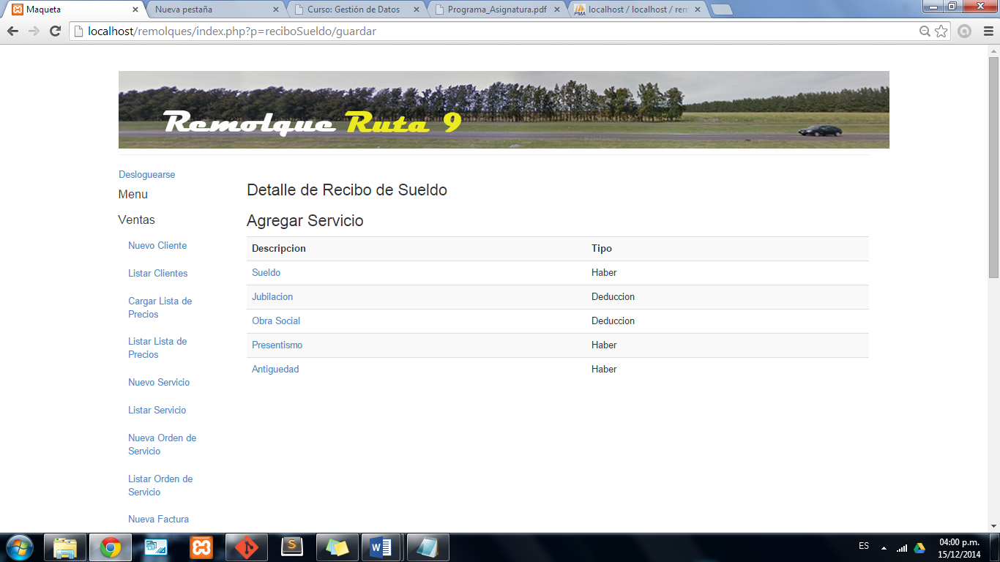 Maqueta
Nueva pestaña
Curso: Gestión de Datos
Programa_Asignatura.pdf
localhost / localhost / rem
localhost/remolques/index.php?p=reciboSueldo/guardar
Remolque Ruta 9
Desloguearse
Menu
Ventas
Nuevo Cliente
Listar Clientes
Cargar Lista de
Precios
Listar Lista de
Precios
Nuevo Servicio
Listar Servicio
Nueva Orden de
Servicio
Listar Orden de
Servicio
Nueva Factura
Detalle de Recibo de Sueldo
Agregar Servicio
Descripcion Tipo
Sueldo Haber
Jubilacion Deduccion
Obra Social Deduccion
Presentismo Haber
Antiguedad Haber
ES
04:00 p.m.
15/12/2014